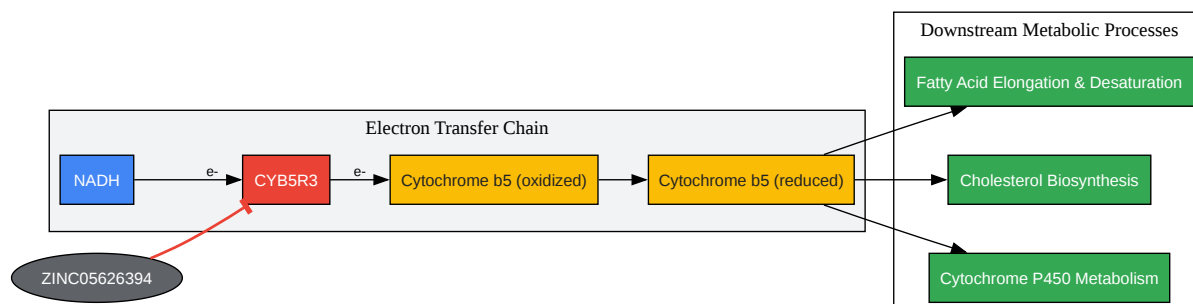 Downstream Metabolic Processes
Fatty Acid Elongation & Desaturation
Electron Transfer Chain
NADH
e-
CYB5R3
e-
Cytochrome b5 (oxidized)
Cytochrome b5 (reduced)
Cholesterol Biosynthesis
ZINC05626394
Cytochrome P450 Metabolism